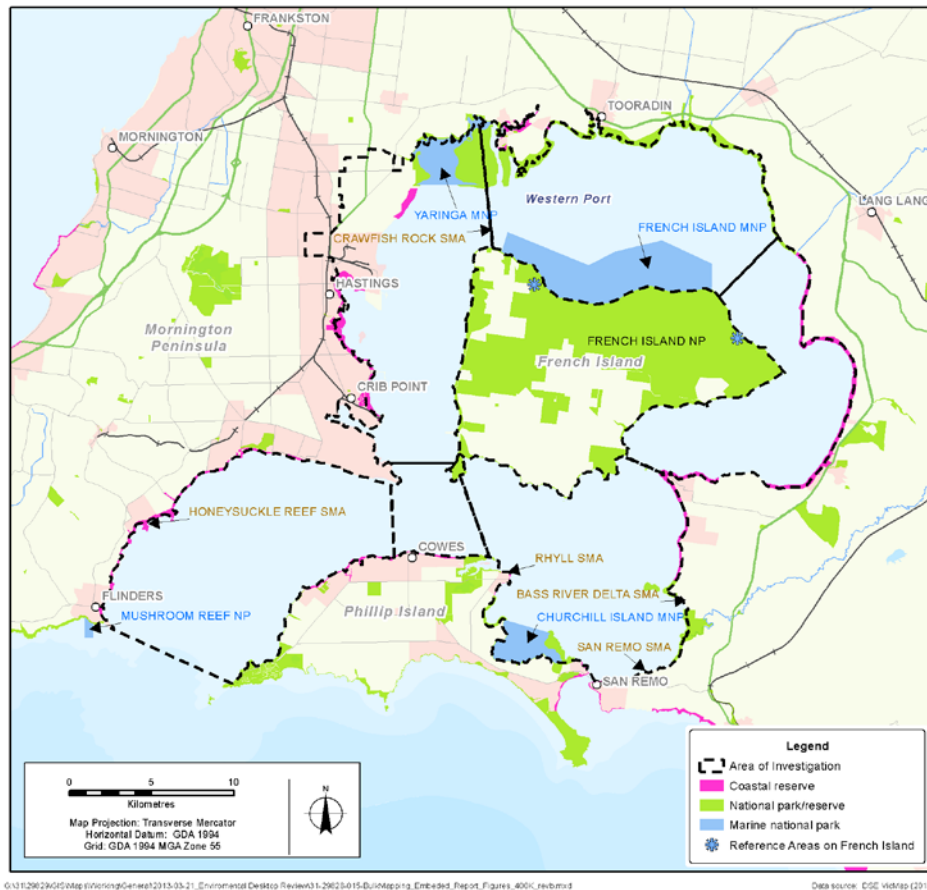 FRANKSTON
TOORADIN
MORNINGTON
Western Port
LANG LANG
YARINGA MNP
FRENCH ISLAND MNP
CRAWFISH ROCK SMA
HASTINGS
Mornington
Peninsula
FRENCH ISLAND NP
French Island
CRIB POINT
HONEYSUCKLE REEF SMA
COWES
RHYLL SMA
BASS RIVER DELTA SMA
FLINDERS
Phillip Island
MUSHROOM REEF NP
CHURCHILL ISLAND MNP
SAN REMO SMA
SAN REMO
Legend
Area of Investigation
Coastal reserve
National park/reserve
Marine national park
Reference Areas on French Island
0 5 10
Kilometres
Map Projection: Transverse Mercator
Horizontal Datum: GDA 1994
Grid: GDA 1994 MGA Zone 55
N
Data source: DSE VicMap (201